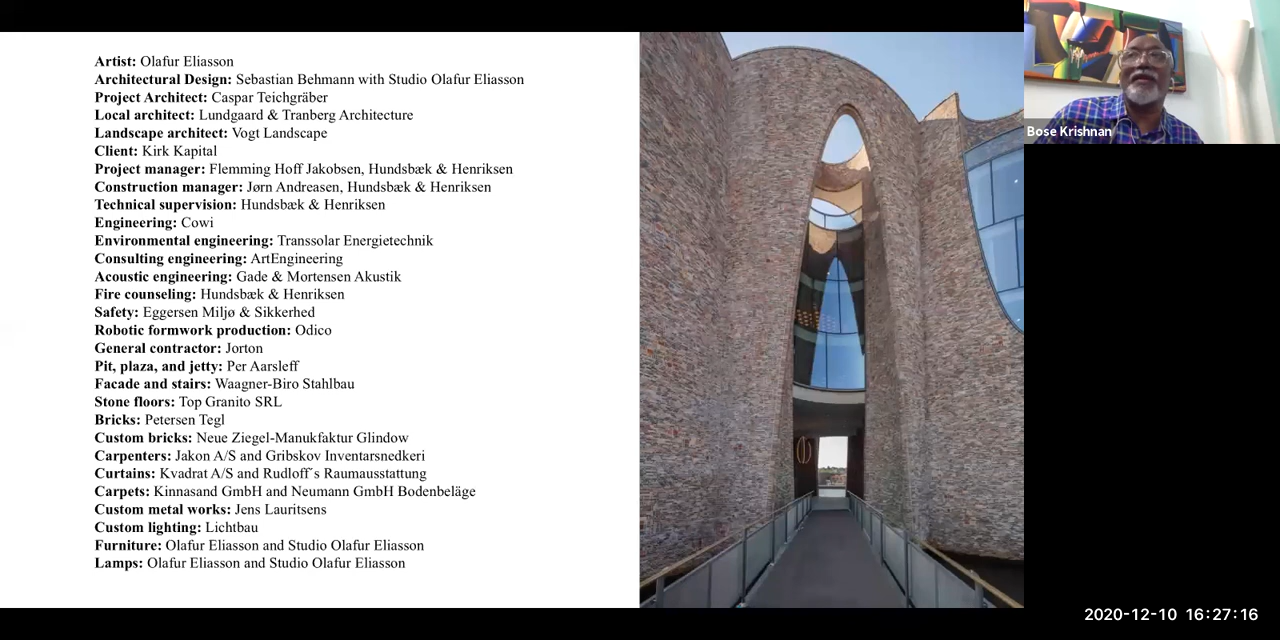 Artist: Olafur Eliasson
Architectural Design: Sebastian Behmann with Studio Olafur Eliasson
Project Architect: Caspar Teichgräber
Local architect: Lundgaard & Tranberg Architecture
Landscape architect: Vogt Landscape
Client: Kirk Kapital
Project manager: Flemming Hoff Jakobsen, Hundsbæk & Henriksen
Construction manager: Jørn Andreasen, Hundsbæk & Henriksen
Technical supervision: Hundsbæk & Henriksen
Engineering: Cowi
Environmental engineering: Transsolar Energietechnik
Consulting engineering: ArtEngineering
Acoustic engineering: Gade & Mortensen Akustik
Fire counseling: Hundsbæk & Henriksen
Safety: Eggersen Miljø & Sikkerhed
Robotic formwork production: Odico
General contractor: Jorton
Pit, plaza, and jetty: Per Aarsleff
Facade and stairs: Waagner-Biro Stahlbau
Stone floors: Top Granito SRL
Bricks: Petersen Tegl
Custom bricks: Neue Ziegel-Manukfaktur Glindow
Carpenters: Jakon A/S and Gribskov Inventarsnedkeri
Curtains: Kvadrat A/S and Rudloff´s Raumausstattung
Carpets: Kinnasand GmbH and Neumann GmbH Bodenbeläge
Custom metal works: Jens Lauritsens
Custom lighting: Lichtbau
Furniture: Olafur Eliasson and Studio Olafur Eliasson
Lamps: Olafur Eliasson and Studio Olafur Eliasson
Bose Krishnan
2020-12-10 16:27:16